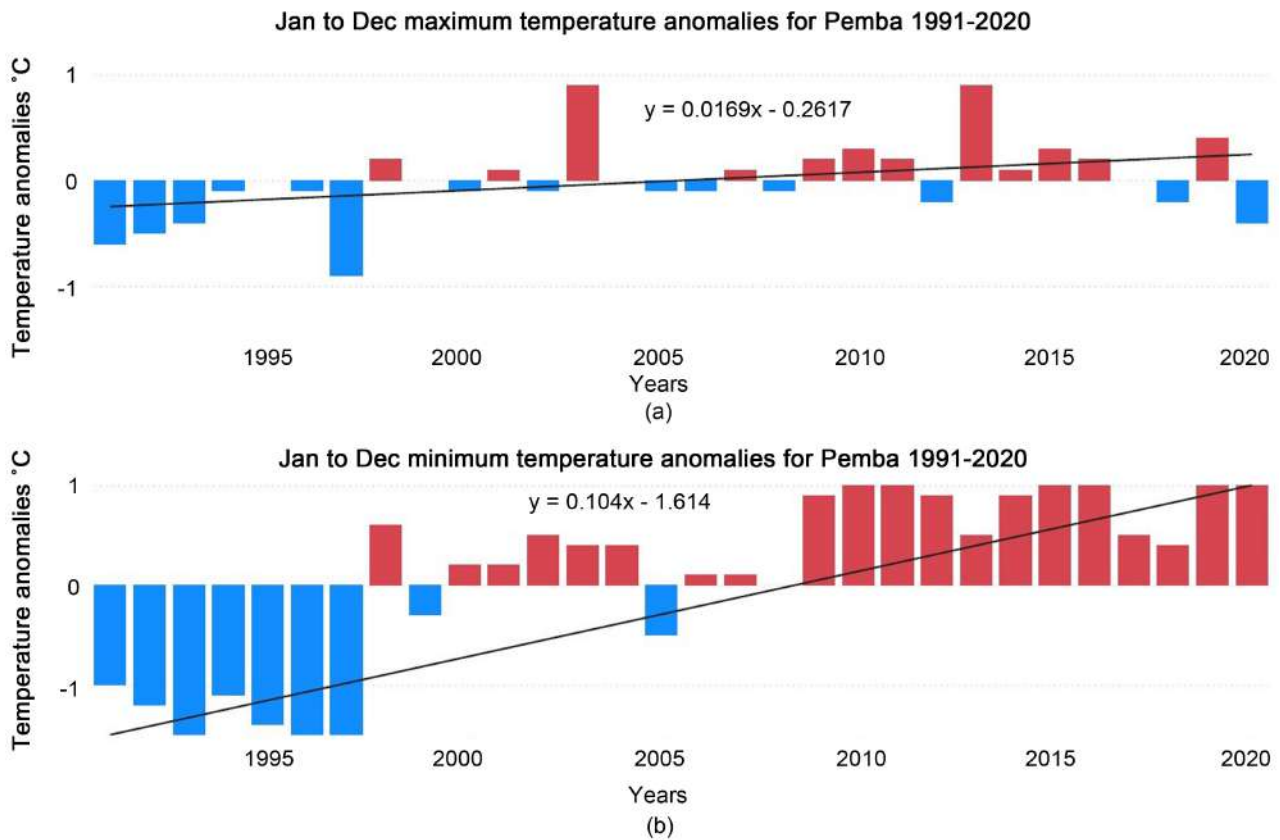 Jan to Dec maximum temperature anomalies for Pemba 1991-2020
Temperature anomalies ˚C
1
y = 0.0169x - 0.2617
0
-1
1995 2000 2005 2010 2015 2020
Years
(a)
Jan to Dec minimum temperature anomalies for Pemba 1991-2020
Temperature anomalies ˚C
1
y = 0.104x - 1.614
0
-1
1995 2000 2005 2010 2015 2020
Years
(b)